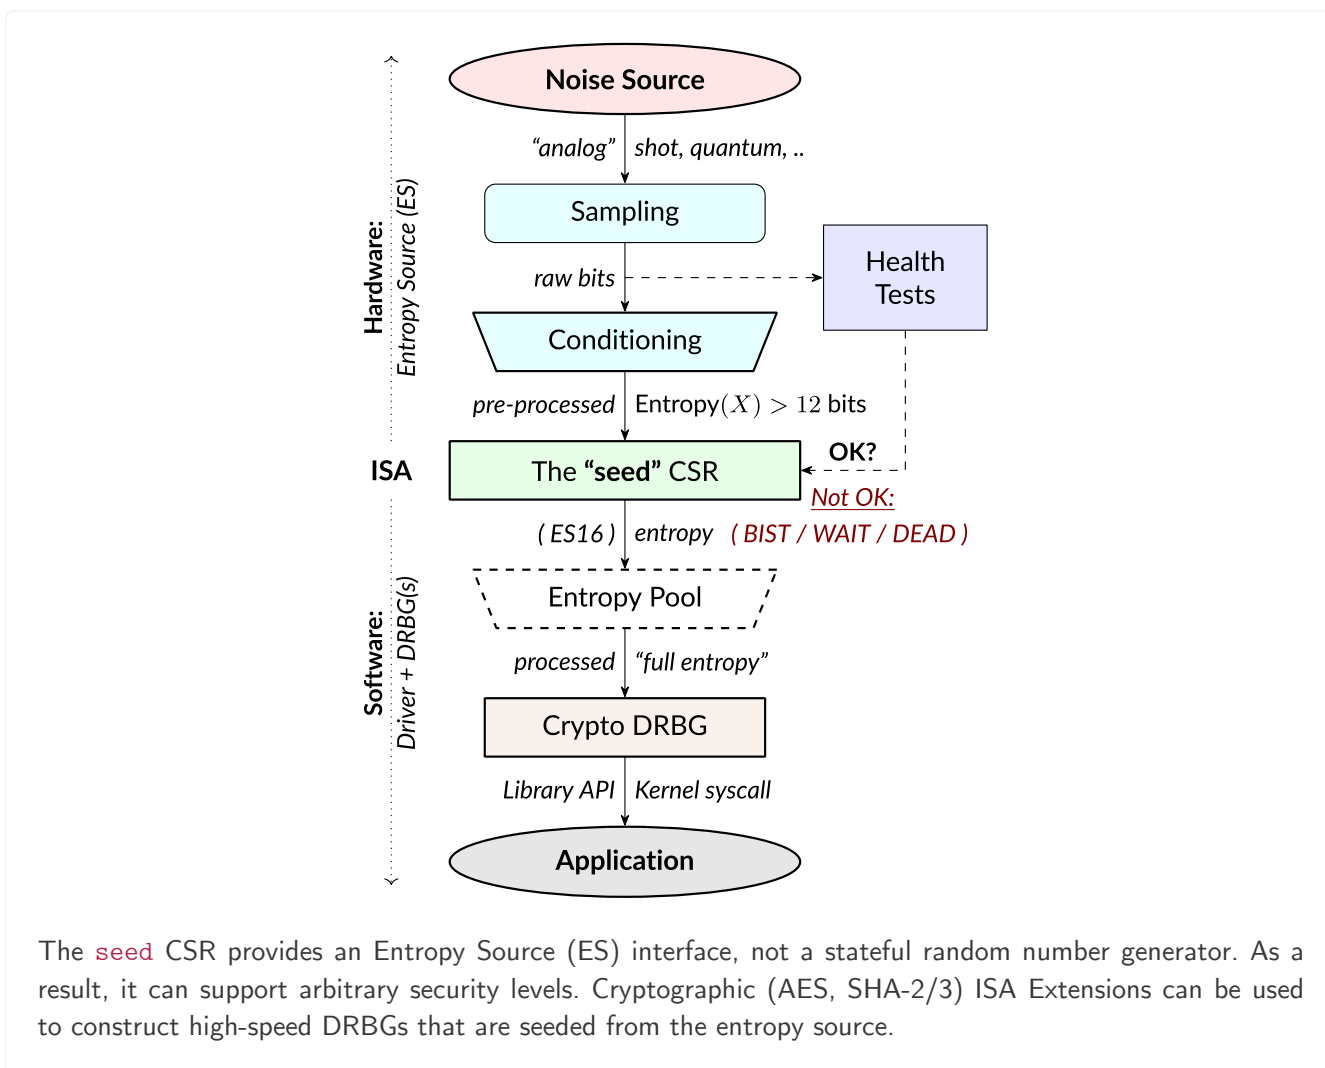 Noise Source
“analog” shot, quantum, ..
Sampling
Hardware:
Entropy Source (ES)
raw bits
Health
Tests
Conditioning
pre-processed Entropy(X) > 12 bits
ISA
The “seed” CSR
OK?
Not OK:
( ES16 ) entropy ( BIST / WAIT / DEAD )
Entropy Pool
Software:
Driver + DRBG(s)
processed “full entropy”
Crypto DRBG
Library API Kernel syscall
Application
The seed CSR provides an Entropy Source (ES) interface, not a stateful random number generator. As a
result, it can support arbitrary security levels. Cryptographic (AES, SHA-2/3) ISA Extensions can be used
to construct high-speed DRBGs that are seeded from the entropy source.